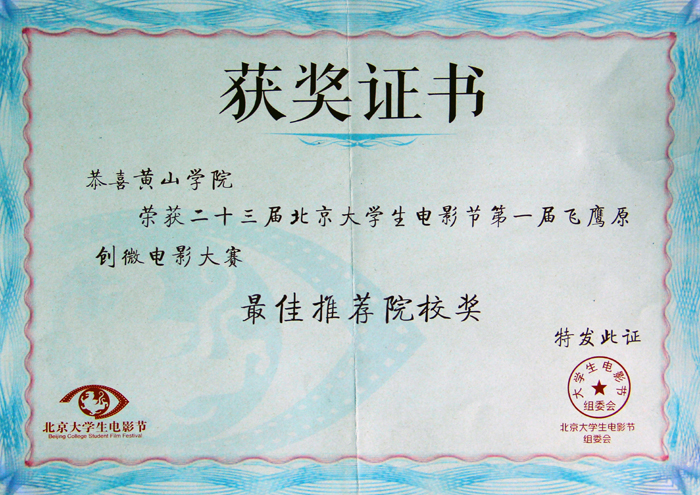 获奖证书
恭喜黄山学院
荣获二十三届北京大学生电影节第一届飞鹰原
创微电影大赛
最佳推荐院校奖
特发此证
大学生电影节
组委会
北京大学生电影节
Beijing College Student Film Festival
北京大学生电影节
组委会